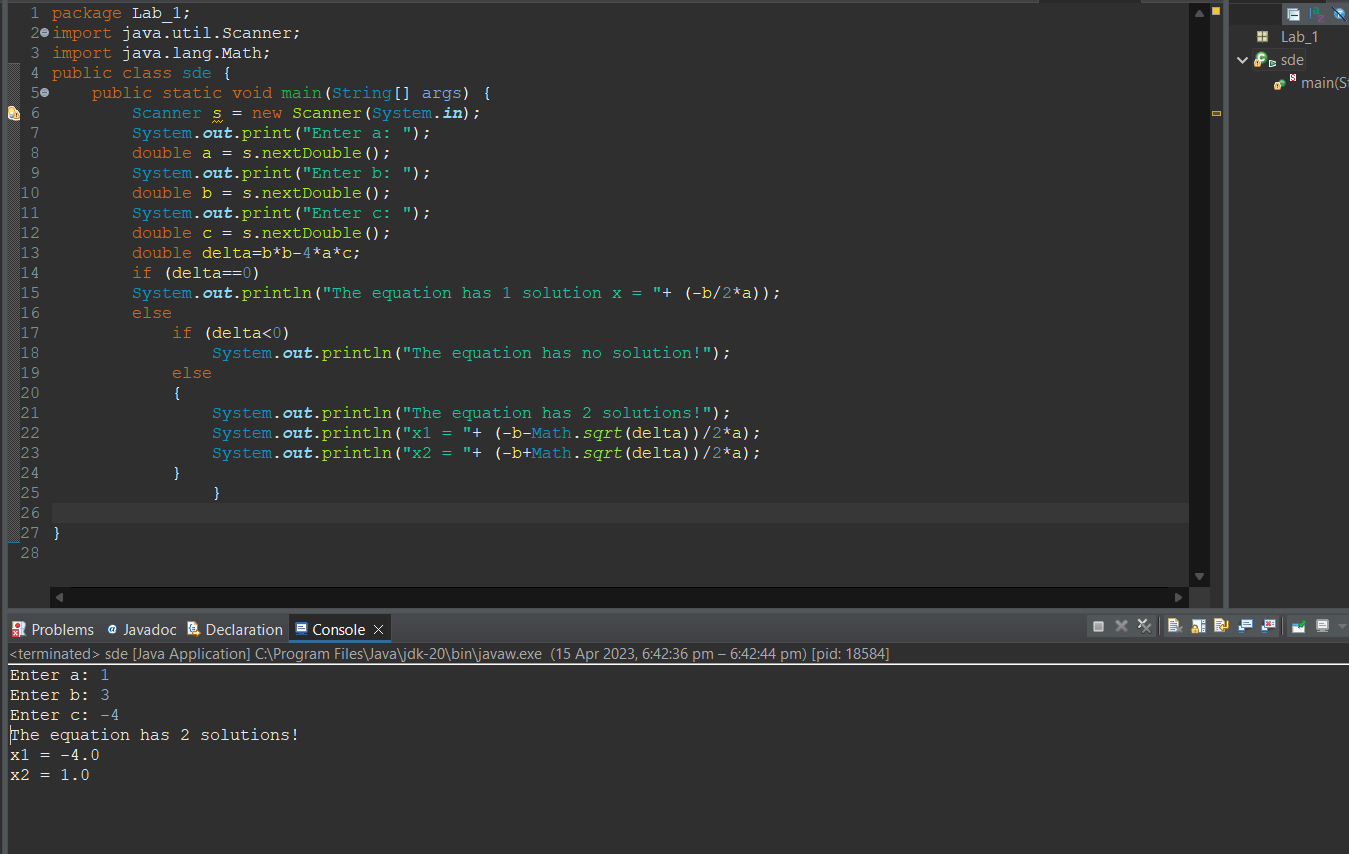 1 package Lab_1;
2 import java.util.Scanner;
3 import java.lang.Math;
4 public class sde {
5     public static void main(String[] args) {
6         Scanner s = new Scanner(System.in);
7         System.out.print("Enter a: ");
8         double a = s.nextDouble();
9         System.out.print("Enter b: ");
10         double b = s.nextDouble();
11         System.out.print("Enter c: ");
12         double c = s.nextDouble();
13         double delta=b*b-4*a*c;
14         if (delta==0)
15         System.out.println("The equation has 1 solution x = "+ (-b/2*a));
16         else
17             if (delta<0)
18                 System.out.println("The equation has no solution!");
19             else
20             {
21                 System.out.println("The equation has 2 solutions!");
22                 System.out.println("x1 = "+ (-b-Math.sqrt(delta))/2*a);
23                 System.out.println("x2 = "+ (-b+Math.sqrt(delta))/2*a);
24             }
25                 }
26
27 }
28
Lab_1
sde
main(St
Problems @ Javadoc Declaration Console
<terminated> sde [Java Application] C:\Program Files\Java\jdk-20\bin\javaw.exe (15 Apr 2023, 6:42:36 pm – 6:42:44 pm) [pid: 18584]
Enter a: 1
Enter b: 3
Enter c: -4
The equation has 2 solutions!
x1 = -4.0
x2 = 1.0